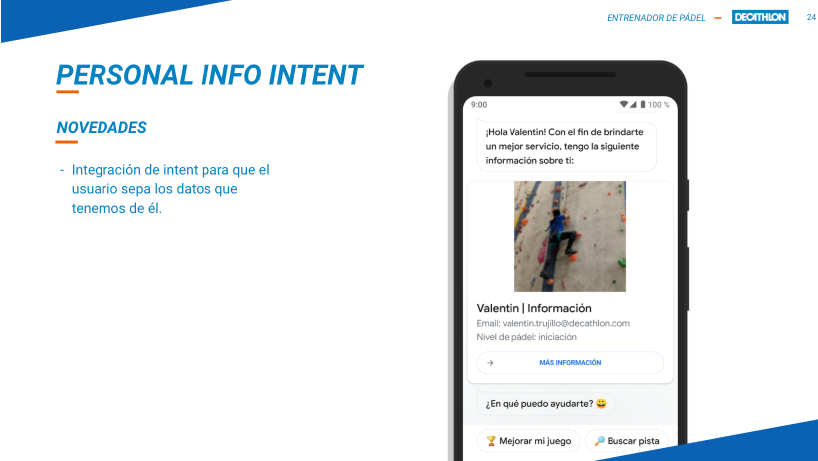 ENTRENADOR DE PÁDEL — DECATHLON 24
PERSONAL INFO INTENT
NOVEDADES
- Integración de intent para que el
usuario sepa los datos que
tenemos de él.
9:00 100 %
¡Hola Valentin! Con el fin de brindarte
un mejor servicio, tengo la siguiente
información sobre ti:
Valentin | Información
Email: valentin.trujillo@decathlon.com
Nivel de pádel: iniciación
MÁS INFORMACIÓN
¿En qué puedo ayudarte? 😀
🏆 Mejorar mi juego 🔎 Buscar pista